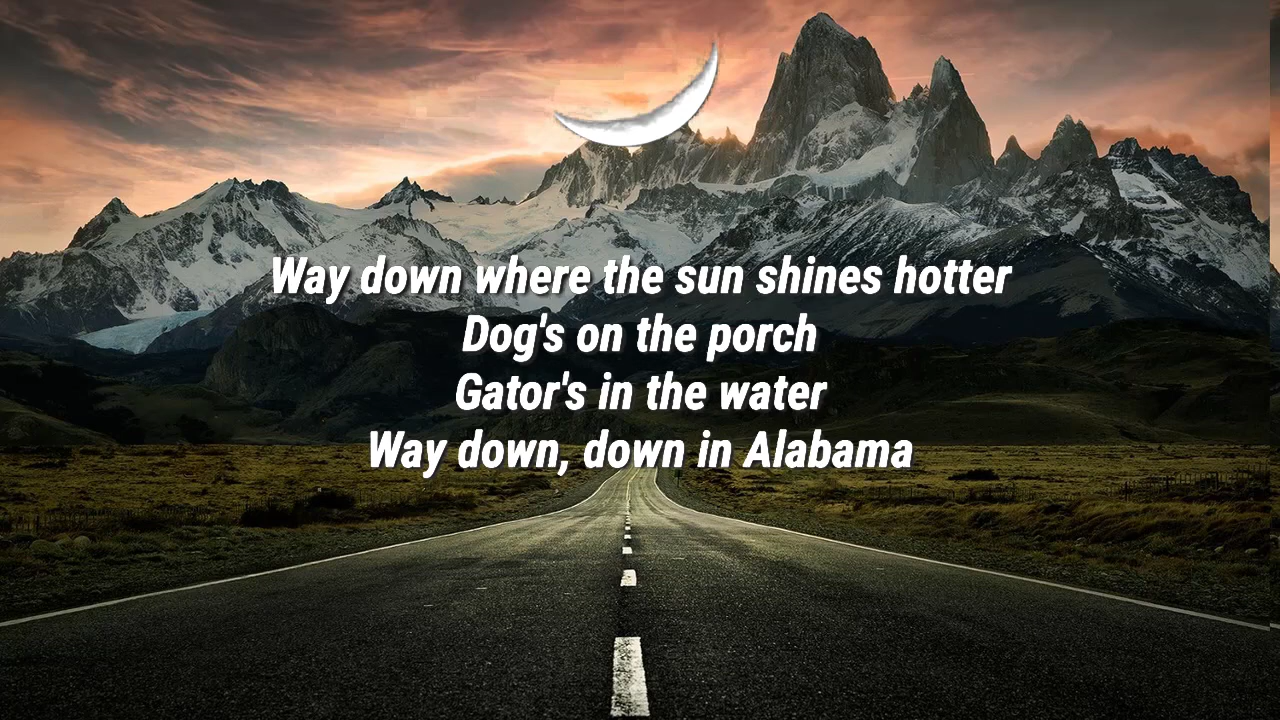 Way down where the sun shines hotter
Dog's on the porch
Gator's in the water
Way down, down in Alabama